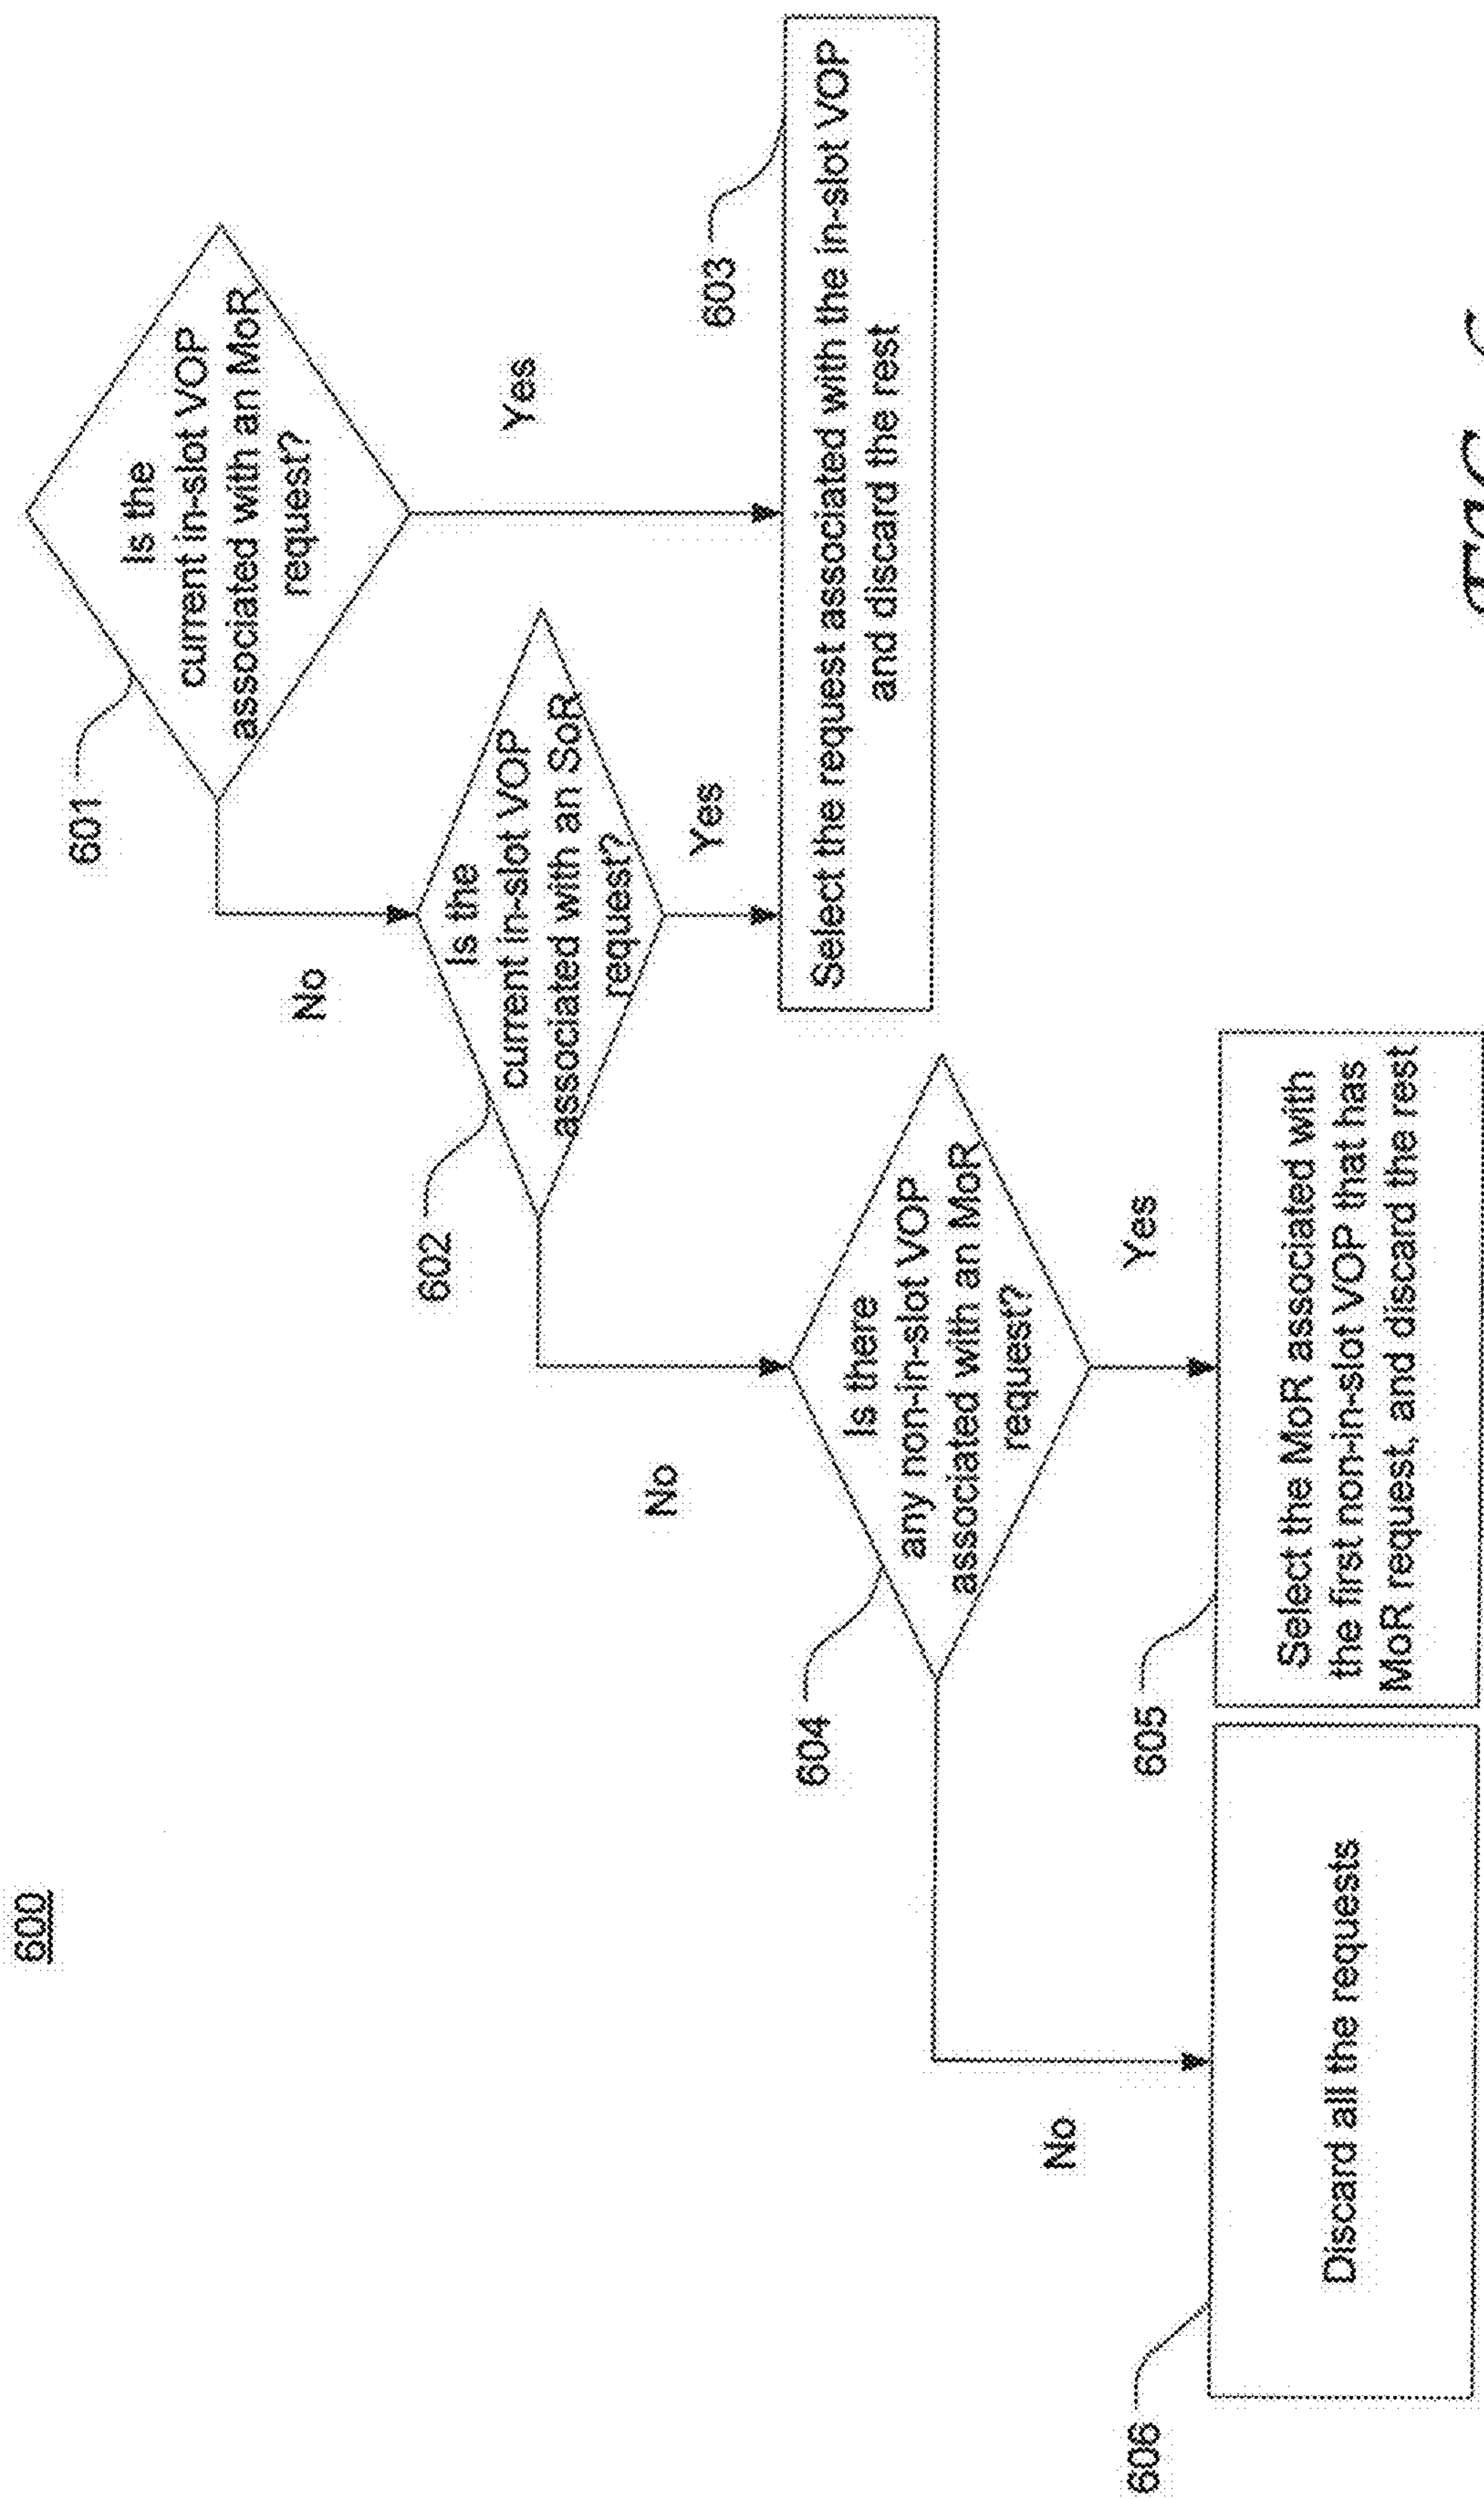 600
601
Is the
current in-slot VOP
associated with an MoR
request?
No
Yes
602
Is the
current in-slot VOP
associated with an SoR
request?
No
Yes
603
Select the request associated with the in-slot VOP
and discard the rest
604
Is there
any non-in-slot VOP
associated with an MoR
request?
No
Yes
605
Select the MoR associated with
the first non-in-slot VOP that has
MoR request, and discard the rest
606
Discard all the requests